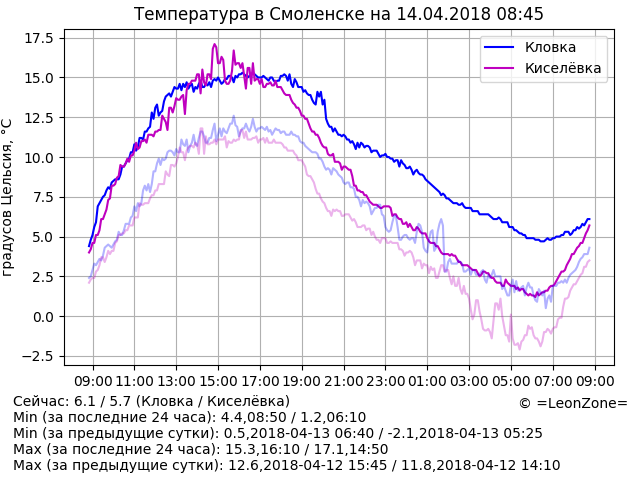 Температура в Смоленске на 14.04.2018 08:45
градусов Цельсия, °C
17.5
15.0
12.5
10.0
7.5
5.0
2.5
0.0
−2.5
Кловка
Киселёвка
09:00 11:00 13:00 15:00 17:00 19:00 21:00 23:00 01:00 03:00 05:00 07:00 09:00
Сейчас: 6.1 / 5.7 (Кловка / Киселёвка)
© =LeonZone=
Min (за последние 24 часа): 4.4,08:50 / 1.2,06:10
Min (за предыдущие сутки): 0.5,2018-04-13 06:40 / -2.1,2018-04-13 05:25
Max (за последние 24 часа): 15.3,16:10 / 17.1,14:50
Max (за предыдущие сутки): 12.6,2018-04-12 15:45 / 11.8,2018-04-12 14:10